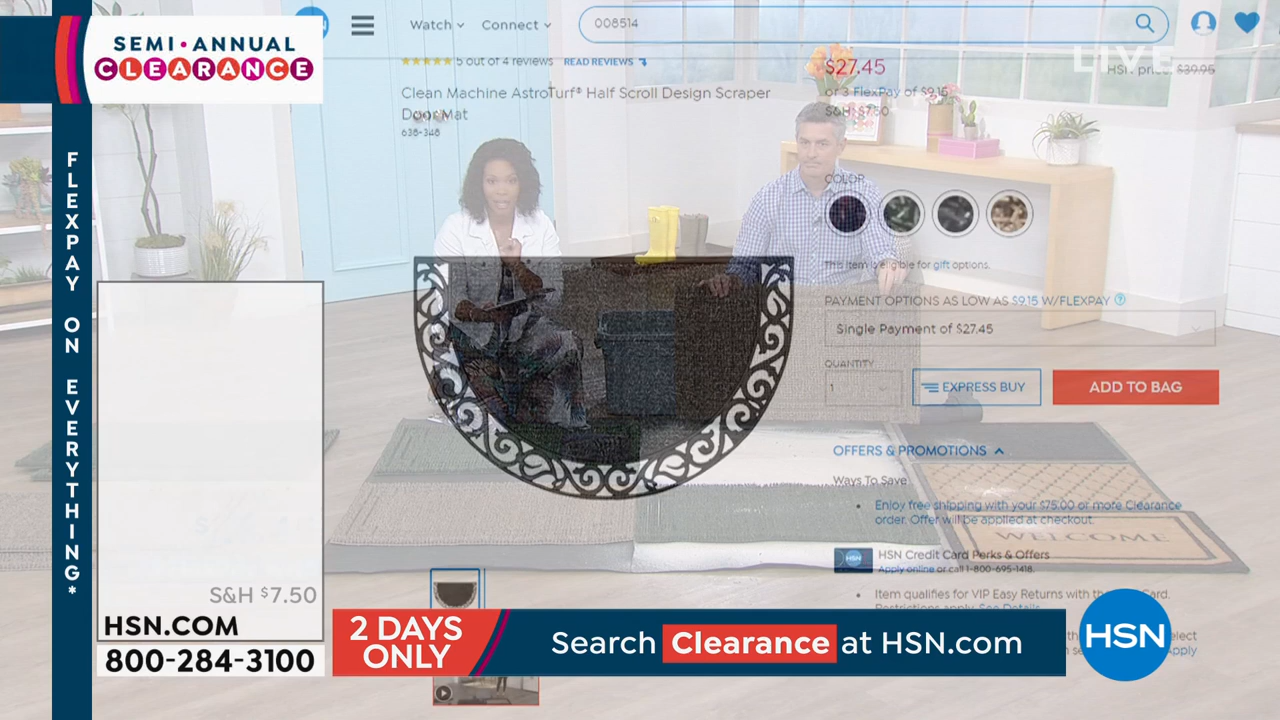 SEMI•ANNUAL
CLEARANCE
FLEXPAY ON EVERYTHING*
Watch
Connect
008514
LIVE
5 out of 4 reviews
READ REVIEWS
Clean Machine AstroTurf® Half Scroll Design Scraper
Door Mat
638-348
$27.45
HSN price: $39.95
or 3 FlexPay of $9.15
S&H: $7.50
COLOR
This item is eligible for gift options.
PAYMENT OPTIONS AS LOW AS $9.15 W/FLEXPAY
Single Payment of $27.45
QUANTITY
1
EXPRESS BUY
ADD TO BAG
OFFERS & PROMOTIONS
Ways To Save
• Enjoy free shipping with your $75.00 or more Clearance
order. Offer will be applied at checkout.
WELCOME
HSN
HSN Credit Card Perks & Offers
Apply online or call 1-800-695-1418.
• Item qualifies for VIP Easy Returns with Card.
Restrictions apply. See Details
Apply
S&H $7.50
HSN.COM
800-284-3100
2 DAYS
ONLY
Search Clearance at HSN.com
HSN